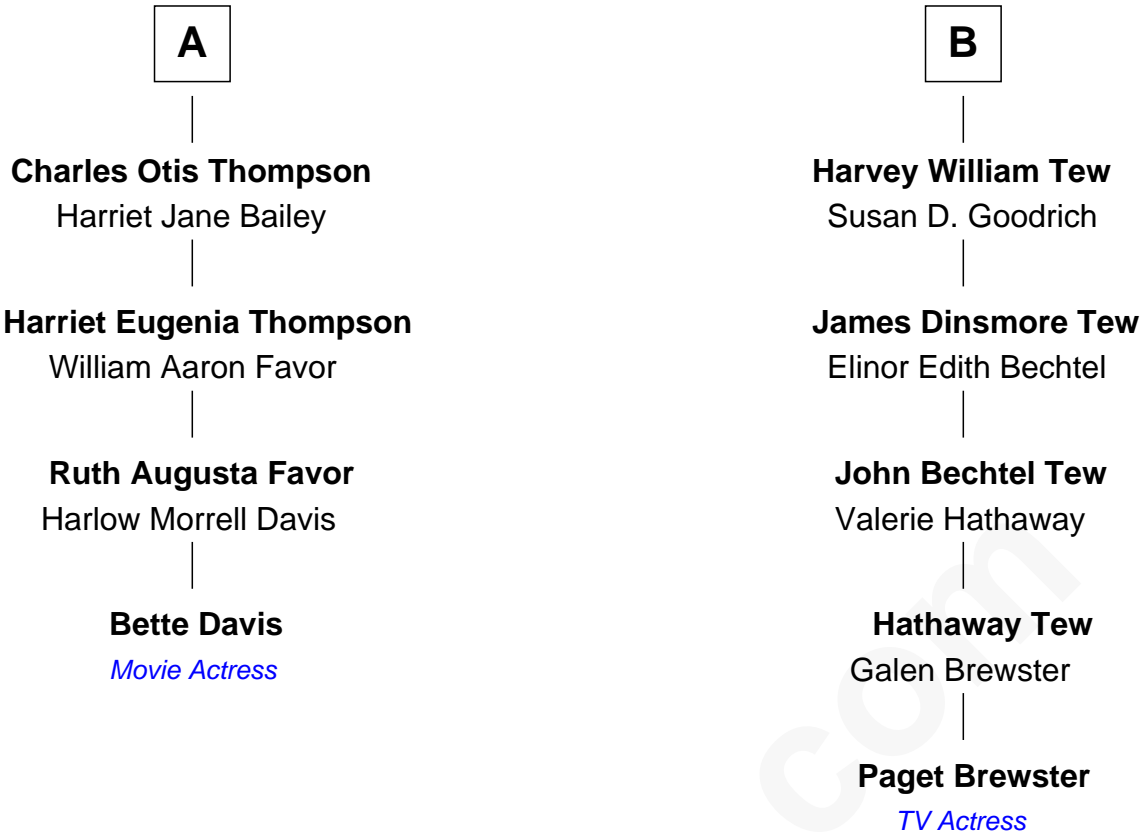 A
Charles Otis Thompson
Harriet Jane Bailey
Harriet Eugenia Thompson
William Aaron Favor
Ruth Augusta Favor
Harlow Morrell Davis
Bette Davis
Movie Actress
B
Harvey William Tew
Susan D. Goodrich
James Dinsmore Tew
Elinor Edith Bechtel
John Bechtel Tew
Valerie Hathaway
Hathaway Tew
Galen Brewster
Paget Brewster
TV Actress
com